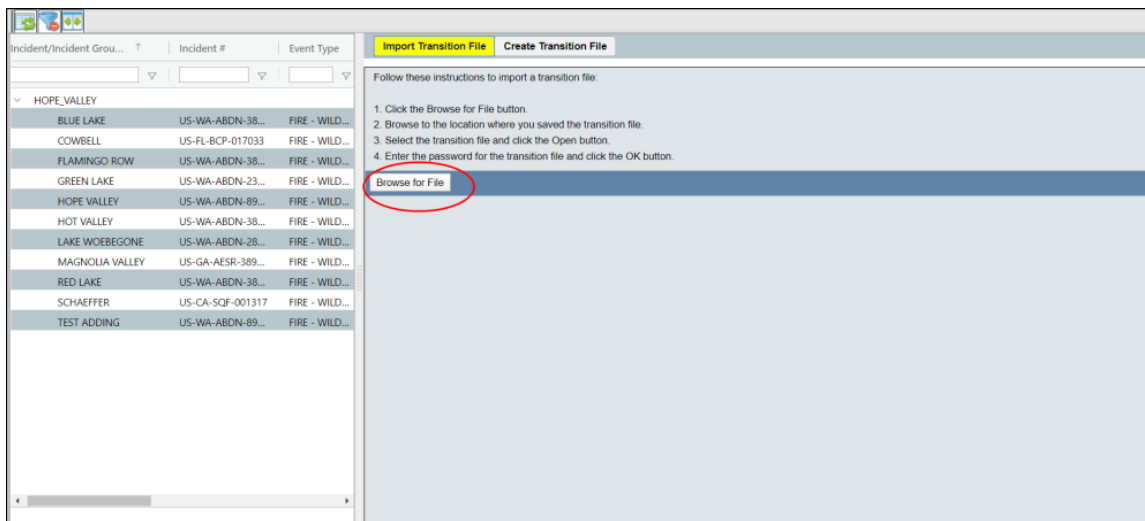 Incident/Incident Grou... Incident # Event Type
HOPE_VALLEY
BLUE LAKE US-WA-ABDN-38... FIRE - WILD...
COWBELL US-FL-BCP-017033 FIRE - WILD...
FLAMINGO ROW US-WA-ABDN-38... FIRE - WILD...
GREEN LAKE US-WA-ABDN-23... FIRE - WILD...
HOPE VALLEY US-WA-ABDN-89... FIRE - WILD...
HOT VALLEY US-WA-ABDN-38... FIRE - WILD...
LAKE WOEBEGONE US-WA-ABDN-28... FIRE - WILD...
MAGNOLIA VALLEY US-GA-AESR-389... FIRE - WILD...
RED LAKE US-WA-ABDN-38... FIRE - WILD...
SCHAEFFER US-CA-SQF-001317 FIRE - WILD...
TEST ADDING US-WA-ABDN-89... FIRE - WILD...
Import Transition File Create Transition File
Follow these instructions to import a transition file:
1. Click the Browse for File button.
2. Browse to the location where you saved the transition file.
3. Select the transition file and click the Open button.
4. Enter the password for the transition file and click the OK button.
Browse for File